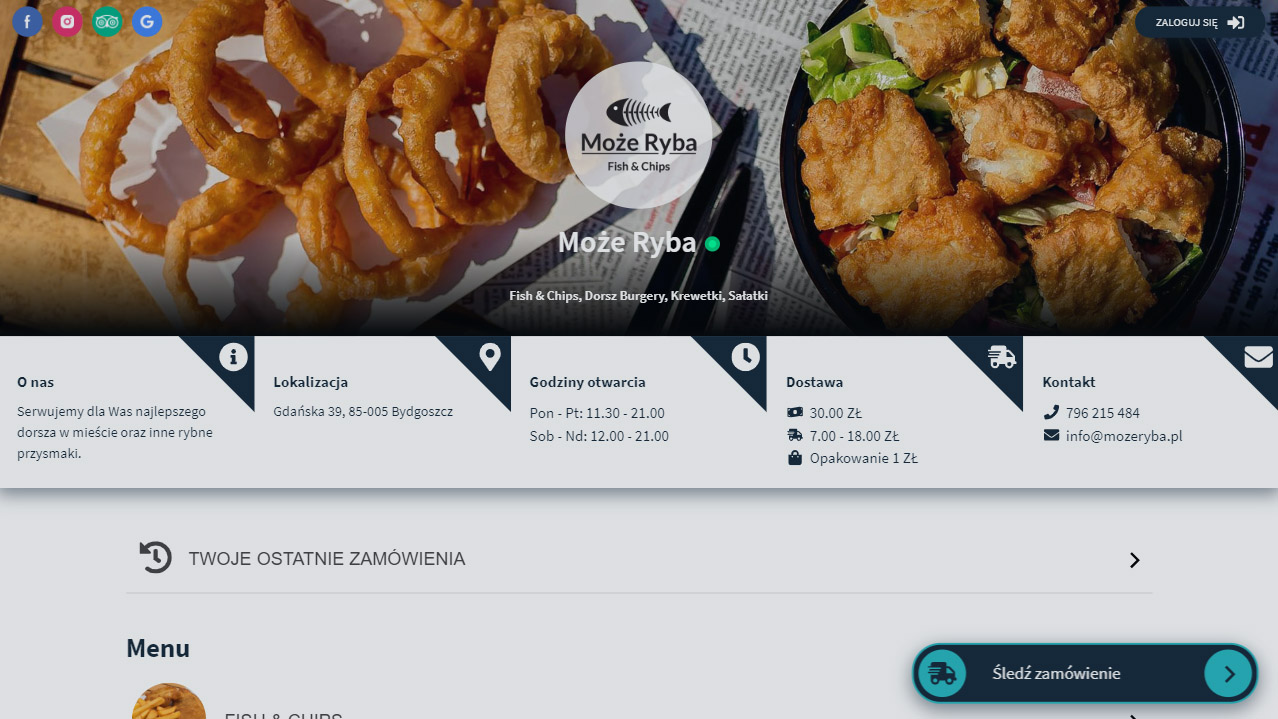 ZALOGUJ SIĘ
Może Ryba
Fish & Chips
Może Ryba
Fish & Chips, Dorsz Burgery, Krewetki, Sałatki
O nas
Serwujemy dla Was najlepszego
dorsza w mieście oraz inne rybne
przysmaki.
Lokalizacja
Gdańska 39, 85-005 Bydgoszcz
Godziny otwarcia
Pon - Pt: 11.30 - 21.00
Sob - Nd: 12.00 - 21.00
Dostawa
30.00 ZŁ
7.00 - 18.00 ZŁ
Opakowanie 1 ZŁ
Kontakt
796 215 484
info@mozeryba.pl
TWOJE OSTATNIE ZAMÓWIENIA
Menu
Śledź zamówienie
FISH & CHIPS